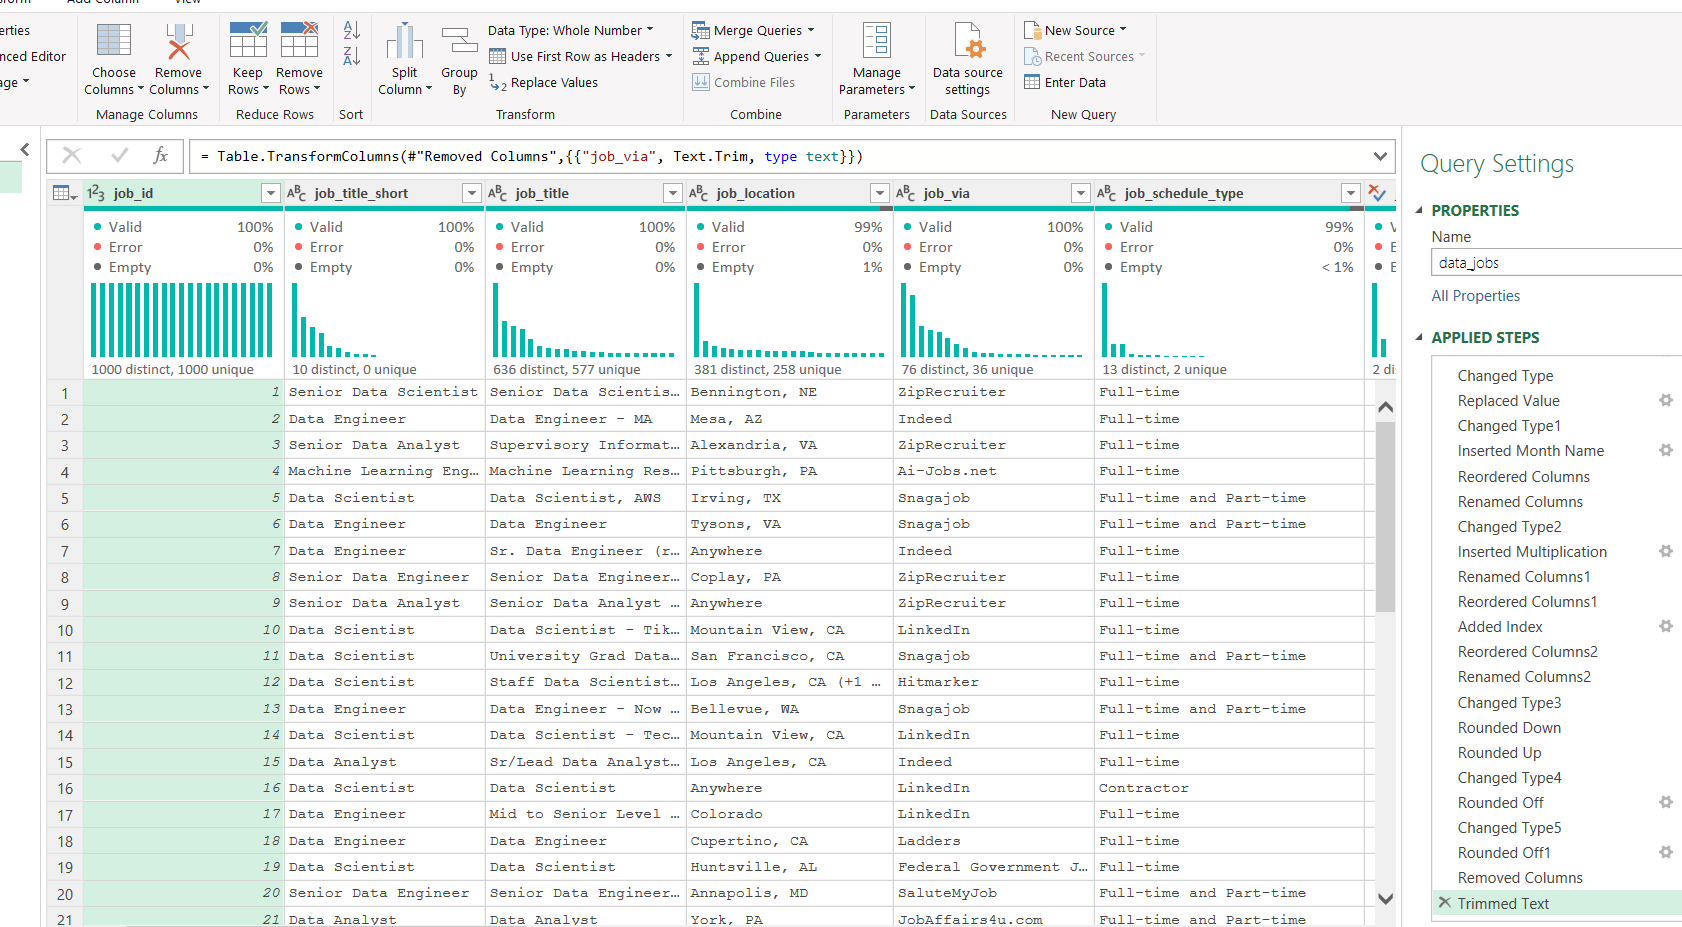 Add Column
View
erties
nced Editor
age
Choose Columns
Remove Columns
Manage Columns
Keep Rows
Remove Rows
Reduce Rows
Sort
Split Column
Group By
Data Type: Whole Number
Use First Row as Headers
Replace Values
Transform
Merge Queries
Append Queries
Combine Files
Combine
Manage Parameters
Parameters
Data source settings
Data Sources
New Source
Recent Sources
Enter Data
New Query
fx
= Table.TransformColumns(#"Removed Columns",{{"job_via", Text.Trim, type text}})
job_id job_title_short job_title job_location job_via job_schedule_type
Valid 100% Valid 100% Valid 100% Valid 99% Valid 100% Valid 99% V
Error 0% Error 0% Error 0% Error 0% Error 0% Error 0% E
Empty 0% Empty 0% Empty 0% Empty 1% Empty 0% Empty < 1% E
1000 distinct, 1000 unique 10 distinct, 0 unique 636 distinct, 577 unique 381 distinct, 258 unique 76 distinct, 36 unique 13 distinct, 2 unique 2 di
1 1 Senior Data Scientist Senior Data Scientis… Bennington, NE ZipRecruiter Full-time
2 2 Data Engineer Data Engineer - MA Mesa, AZ Indeed Full-time
3 3 Senior Data Analyst Supervisory Informat… Alexandria, VA ZipRecruiter Full-time
4 4 Machine Learning Eng… Machine Learning Res… Pittsburgh, PA Ai-Jobs.net Full-time
5 5 Data Scientist Data Scientist, AWS Irving, TX Snagajob Full-time and Part-time
6 6 Data Engineer Data Engineer Tysons, VA Snagajob Full-time and Part-time
7 7 Data Engineer Sr. Data Engineer (r… Anywhere Indeed Full-time
8 8 Senior Data Engineer Senior Data Engineer… Coplay, PA ZipRecruiter Full-time
9 9 Senior Data Analyst Senior Data Analyst … Anywhere ZipRecruiter Full-time
10 10 Data Scientist Data Scientist - Tik… Mountain View, CA LinkedIn Full-time
11 11 Data Scientist University Grad Data… San Francisco, CA Snagajob Full-time and Part-time
12 12 Data Scientist Staff Data Scientist… Los Angeles, CA (+1 … Hitmarker Full-time
13 13 Data Engineer Data Engineer - Now … Bellevue, WA Snagajob Full-time and Part-time
14 14 Data Scientist Data Scientist - Tec… Mountain View, CA LinkedIn Full-time
15 15 Data Analyst Sr/Lead Data Analyst… Los Angeles, CA Indeed Full-time
16 16 Data Scientist Data Scientist Anywhere LinkedIn Contractor
17 17 Data Engineer Mid to Senior Level … Colorado LinkedIn Full-time
18 18 Data Engineer Data Engineer Cupertino, CA Ladders Full-time
19 19 Data Scientist Data Scientist Huntsville, AL Federal Government J… Full-time
20 20 Senior Data Engineer Senior Data Engineer… Annapolis, MD SaluteMyJob Full-time and Part-time
21 21 Data Analyst Data Analyst York, PA JobAffairs4u.com Full-time and Part-time
Query Settings
PROPERTIES
Name
data_jobs
All Properties
APPLIED STEPS
Changed Type
Replaced Value
Changed Type1
Inserted Month Name
Reordered Columns
Renamed Columns
Changed Type2
Inserted Multiplication
Renamed Columns1
Reordered Columns1
Added Index
Reordered Columns2
Renamed Columns2
Changed Type3
Rounded Down
Rounded Up
Changed Type4
Rounded Off
Changed Type5
Rounded Off1
Removed Columns
Trimmed Text